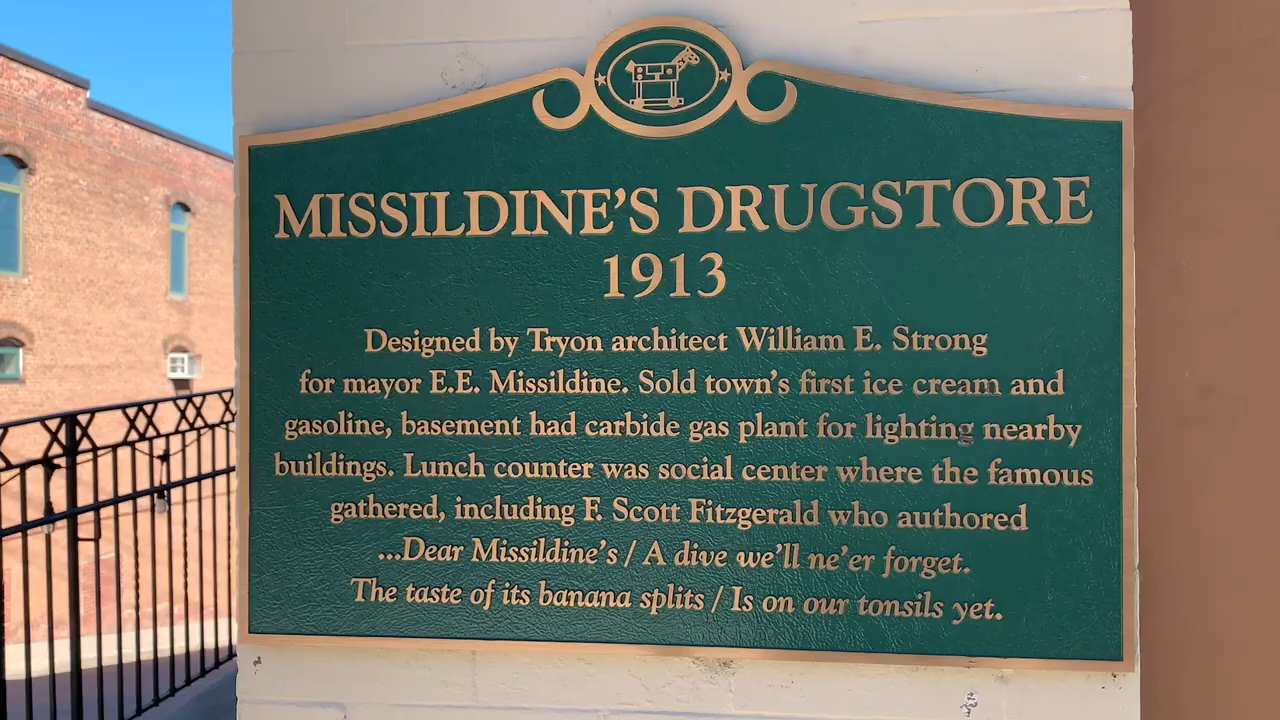 MISSILDINE'S DRUGSTORE
1913
Designed by Tryon architect William E. Strong
for mayor E.E. Missildine. Sold town's first ice cream and
gasoline, basement had carbide gas plant for lighting nearby
buildings. Lunch counter was social center where the famous
gathered, including F. Scott Fitzgerald who authored
...Dear Missildine's / A dive we'll ne'er forget.
The taste of its banana splits / Is on our tonsils yet.